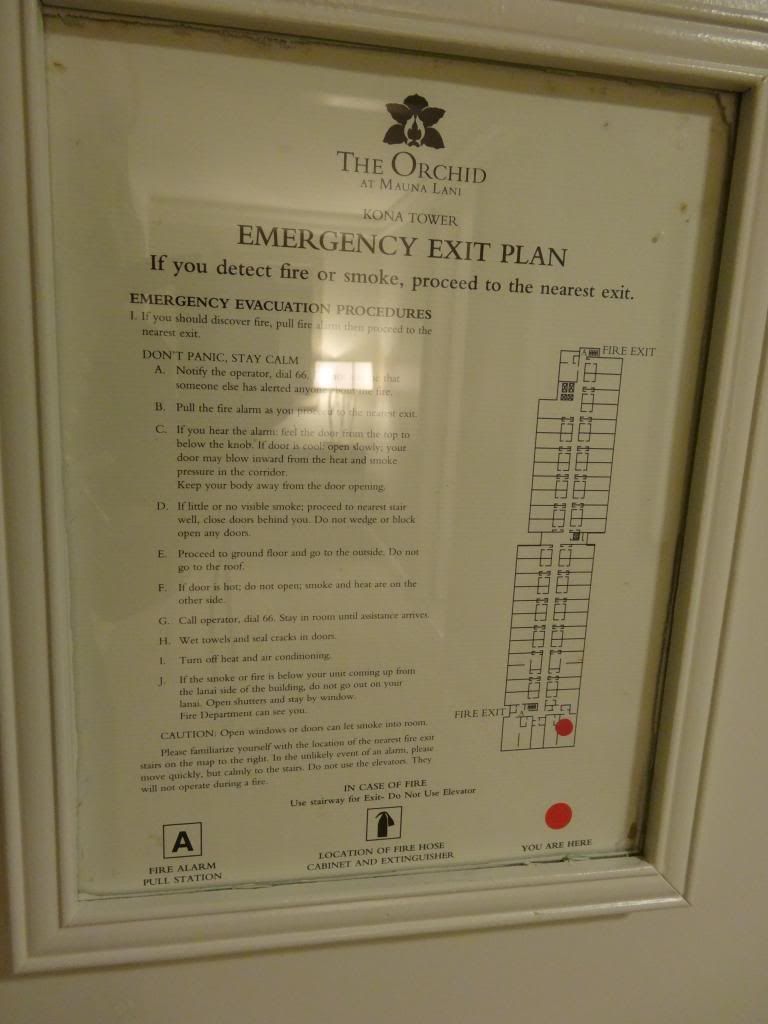 THE ORCHID
AT MAUNA LANI
KONA TOWER
EMERGENCY EXIT PLAN
If you detect fire or smoke, proceed to the nearest exit.
EMERGENCY EVACUATION PROCEDURES
1. If you should discover fire, pull fire alarm then proceed to the
nearest exit.
DON'T PANIC, STAY CALM
A. Notify the operator, dial 66, that
someone else has alerted anyone about the fire.
B. Pull the fire alarm as you proceed to the nearest exit.
C. If you hear the alarm: feel the door from the top to
below the knob. If door is cool; open slowly; your
door may blow inward from the heat and smoke
pressure in the corridor.
Keep your body away from the door opening.
D. If little or no visible smoke; proceed to nearest stair
well, close doors behind you. Do not wedge or block
open any doors.
E. Proceed to ground floor and go to the outside. Do not
go to the roof.
F. If door is hot; do not open; smoke and heat are on the
other side.
G. Call operator, dial 66. Stay in room until assistance arrives.
H. Wet towels and seal cracks in doors.
I. Turn off heat and air conditioning.
J. If the smoke or fire is below your unit coming up from
the lanai side of the building, do not go out on your
lanai. Open shutters and stay by window.
Fire Department can see you.
CAUTION: Open windows or doors can let smoke into room.
Please familiarize yourself with the location of the nearest fire exit
stairs on the map to the right. In the unlikely event of an alarm, please
move quickly, but calmly to the stairs. Do not use the elevators. They
will not operate during a fire.
A FIRE EXIT
FIRE EXIT A
IN CASE OF FIRE
Use stairway for Exit- Do Not Use Elevator
A
FIRE ALARM
PULL STATION
LOCATION OF FIRE HOSE
CABINET AND EXTINGUISHER
YOU ARE HERE